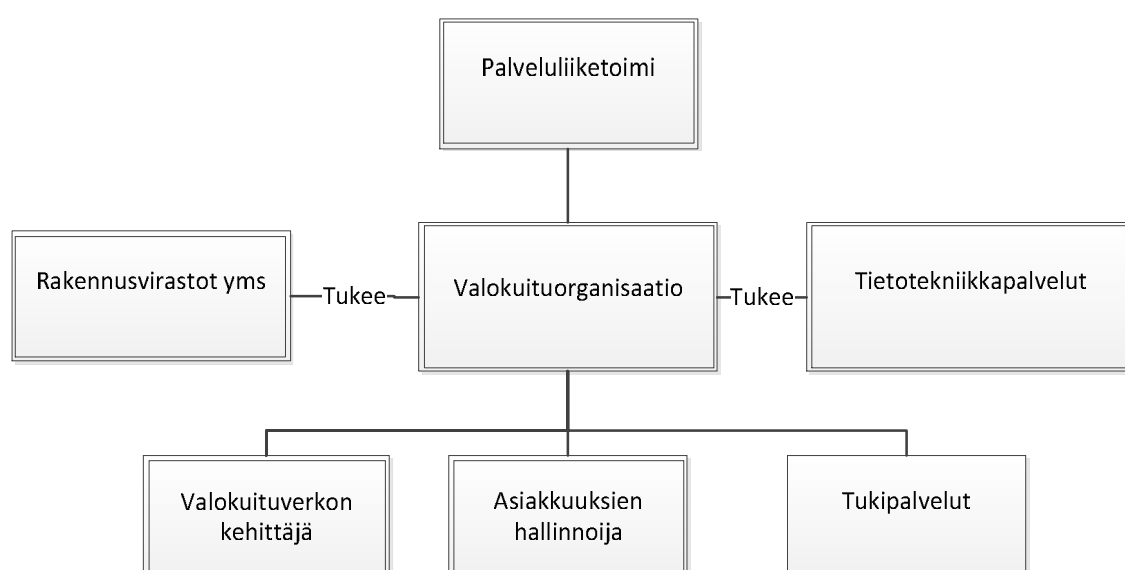 Palveluliiketoimi
Rakennusvirastot yms
Tukee
Valokuituorganisaatio
Tukee
Tietotekniikkapalvelut
Valokuituverkon
kehittäjä
Asiakkuuksien
hallinnoija
Tukipalvelut